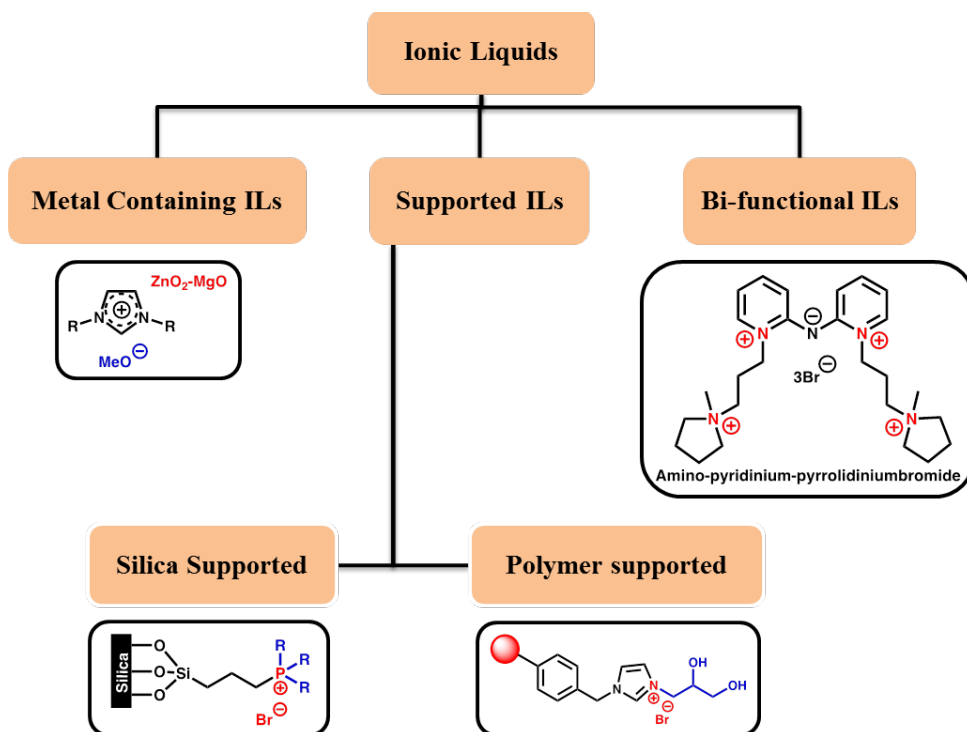 Ionic Liquids
Metal Containing ILs
Supported ILs
Bi-functional ILs
ZnO₂-MgO
R N ⊕ N R
MeO⊖
⊖
N N N
⊕ ⊕
3Br⊖
N N
⊕ ⊕
Amino-pyridinium-pyrrolidiniumbromide
Silica Supported
Polymer supported
Silica
O
O Si
O
R
P R
⊕ R
Br⊖
OH
N N OH
⊕
Br⊖